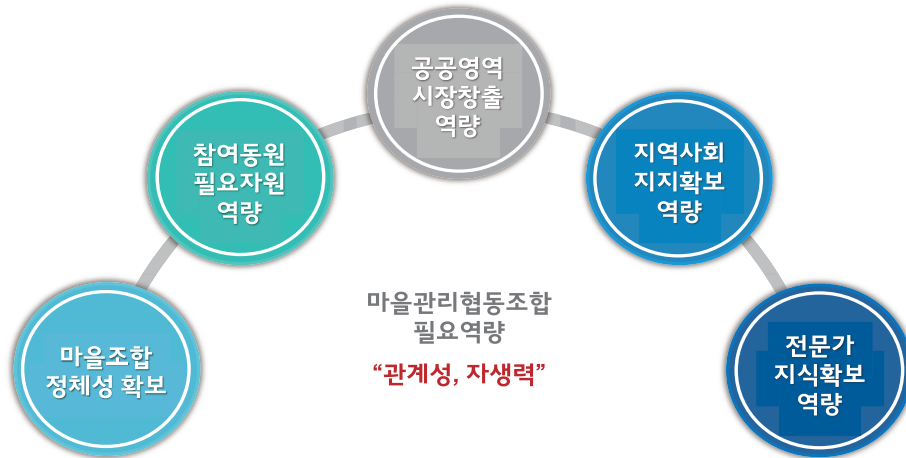 공공영역
시장창출
역량
참여동원
필요자원
역량
지역사회
지지확보
역량
마을관리협동조합
필요역량
“관계성, 자생력”
마을조합
정체성 확보
전문가
지식확보
역량